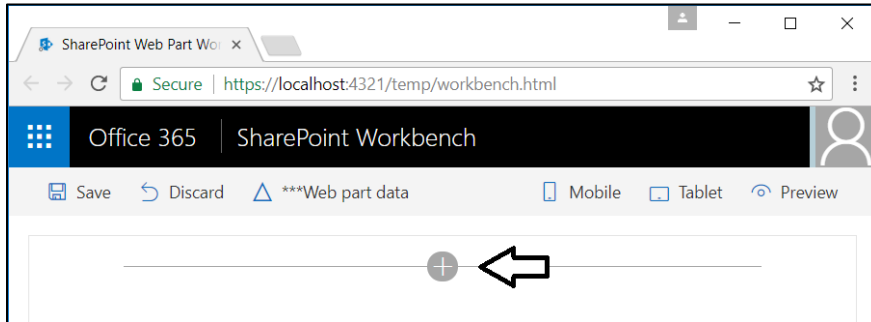 SharePoint Web Part Wor
Secure | https://localhost:4321/temp/workbench.html
Office 365 | SharePoint Workbench
Save Discard ***Web part data Mobile Tablet Preview